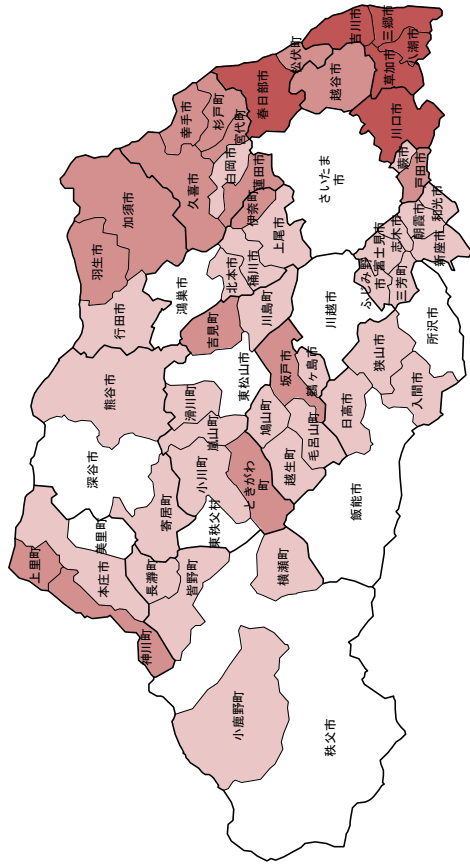 上里町
神川町
本庄市
美里町
深谷市
熊谷市
行田市
羽生市
加須市
長瀞町
皆野町
寄居町
小鹿野町
秩父市
横瀬町
東秩父村
小川町
嵐山町
滑川町
ときがわ
町
東松山市
吉見町
鴻巣市
北本市
桶川市
川島町
鳩山町
越生町
毛呂山町
坂戸市
鶴ヶ島市
日高市
飯能市
川越市
狭山市
入間市
所沢市
上尾市
伊奈町
蓮田市
白岡市
久喜市
幸手市
杉戸町
宮代町
春日部市
さいたま
市
ふじみ野
市
富士見市
三芳町
志木市
新座市
朝霞市
和光市
戸田市
蕨市
川口市
草加市
越谷市
松伏町
吉川市
三郷市
八潮市